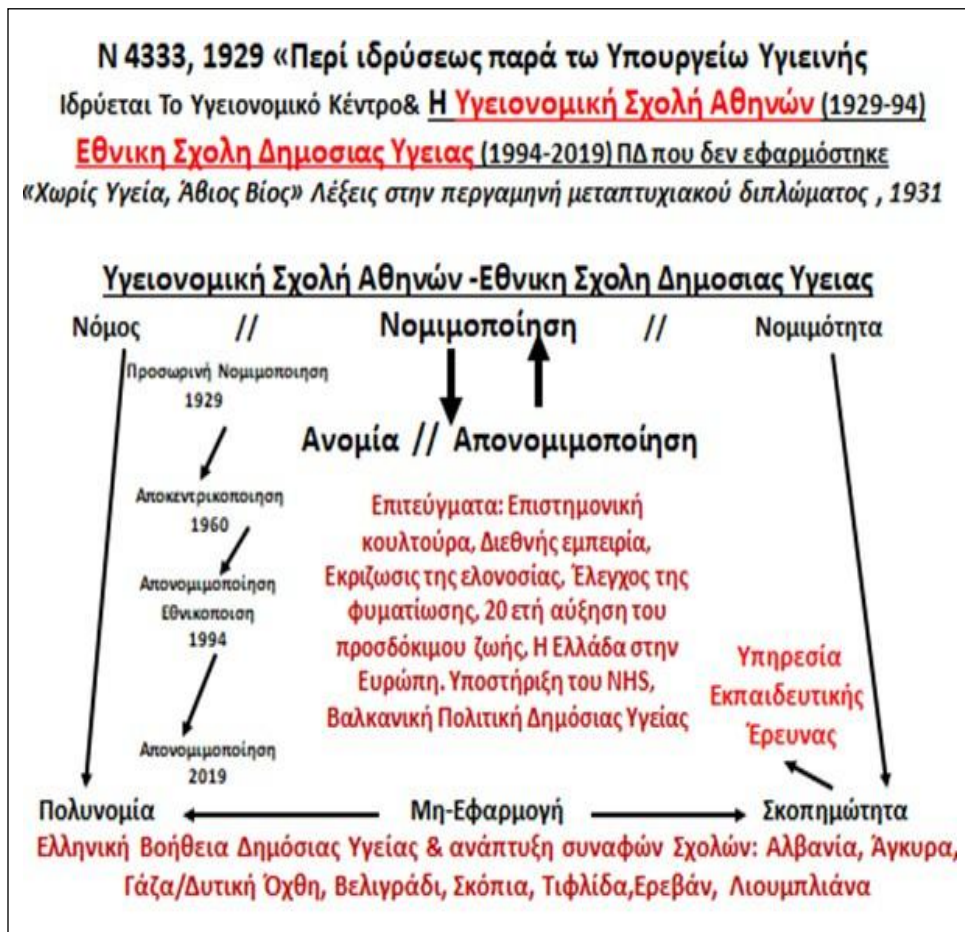 Ν 4333, 1929 «Περί ιδρύσεως παρά τω Υπουργείω Υγιεινής
Ιδρύεται Το Υγειονομικό Κέντρο& Η Υγειονομική Σχολή Αθηνών (1929-94)
Εθνικη Σχολη Δημοσιας Υγειας (1994-2019) ΠΔ που δεν εφαρμόστηκε
«Χωρίς Υγεία, Άβιος Βίος» Λέξεις στην περγαμηνή μεταπτυχιακού διπλώματος , 1931
Υγειονομική Σχολή Αθηνών -Εθνικη Σχολη Δημοσιας Υγειας
Νόμος // Νομιμοποίηση // Νομιμότητα
Προσωρινή Νομιμοποιηση
1929
Ανομία // Απονομιμοποίηση
Αποκεντρικοποιηση
1960
Απονομιμοποίηση
Εθνικοποιση
1994
Απονομιμοποίηση
2019
Επιτεύγματα: Επιστημονική
κουλτούρα, Διεθνής εμπειρία,
Εκριζωσις της ελονοσίας, Έλεγχος της
φυματίωσης, 20 ετή αύξηση του
προσδόκιμου ζωής, Η Ελλάδα στην
Ευρώπη. Υποστήριξη του NHS,
Βαλκανική Πολιτική Δημόσιας Υγείας
Υπηρεσία
Εκπαιδευτικής
Έρευνας
Πολυνομία Μη-Εφαρμογή Σκοπημώτητα
Ελληνική Βοήθεια Δημόσιας Υγείας & ανάπτυξη συναφών Σχολών: Αλβανία, Άγκυρα,
Γάζα/Δυτική Όχθη, Βελιγράδι, Σκόπια, Τιφλίδα,Ερεβάν, Λιουμπλιάνα